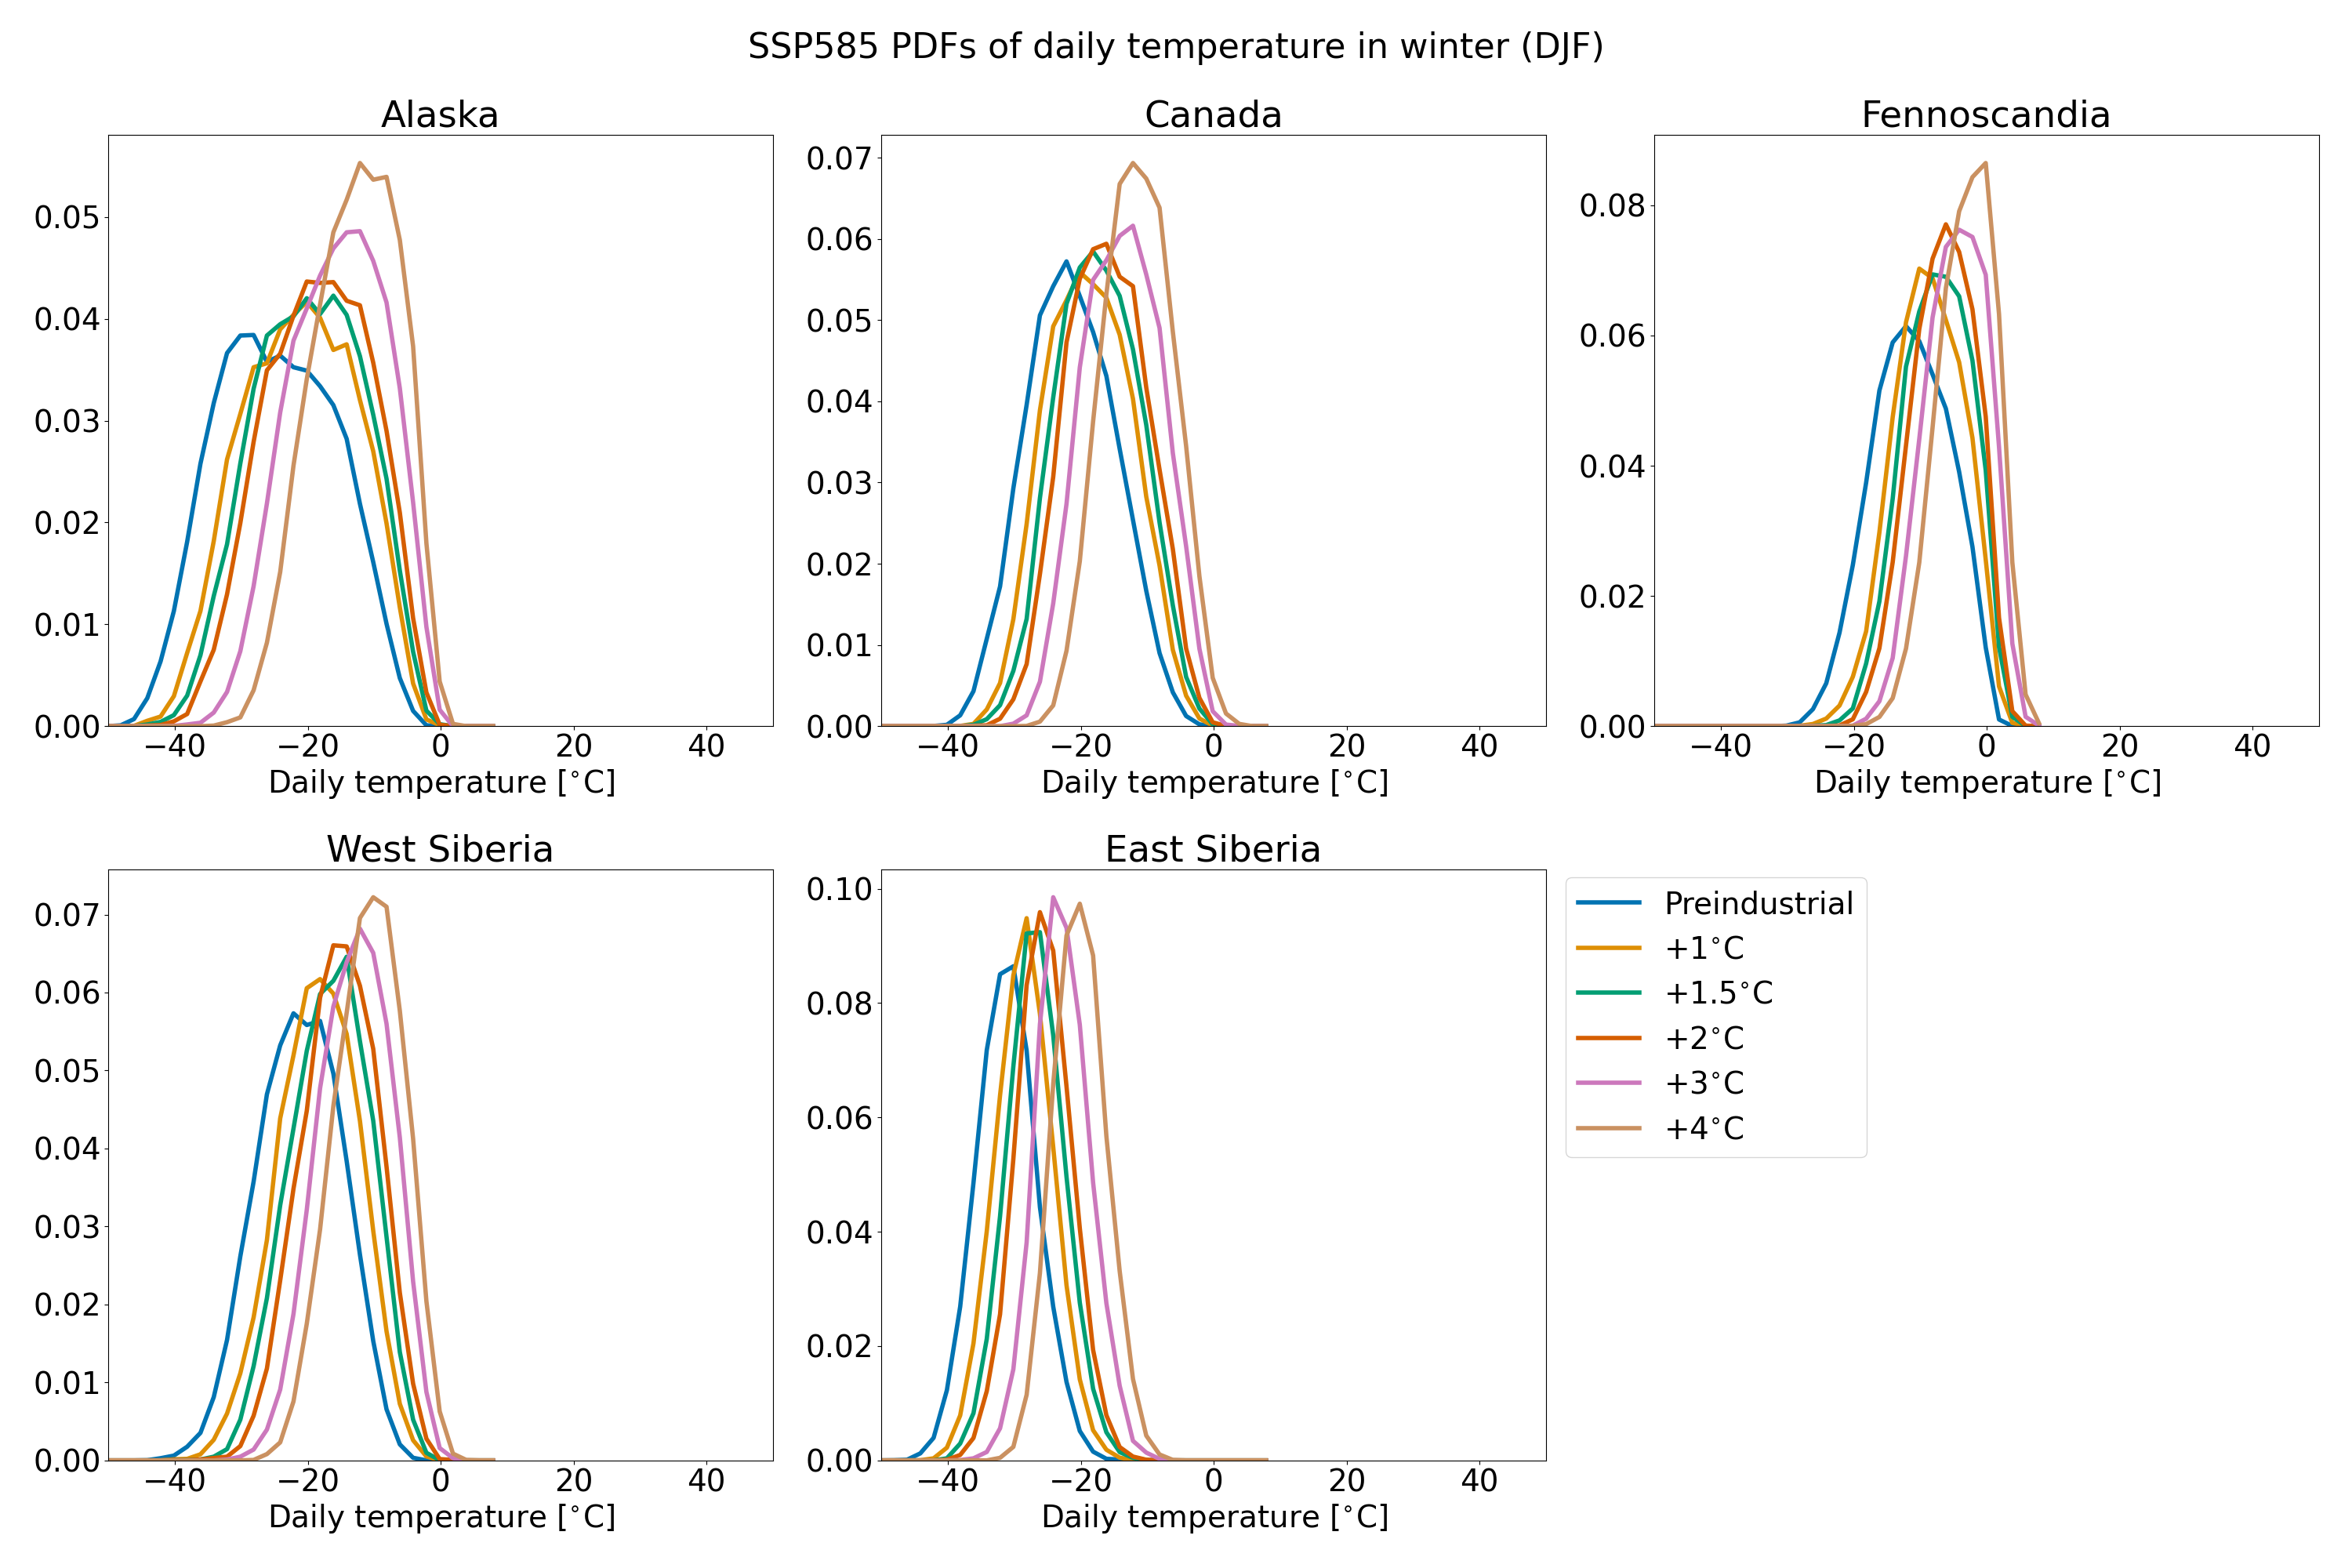 SSP585 PDFs of daily temperature in winter (DJF)
Alaska
0.05
0.04
0.03
0.02
0.01
0.00
−40 −20 0 20 40
Daily temperature [°C]
Canada
0.07
0.06
0.05
0.04
0.03
0.02
0.01
0.00
−40 −20 0 20 40
Daily temperature [°C]
Fennoscandia
0.08
0.06
0.04
0.02
0.00
−40 −20 0 20 40
Daily temperature [°C]
West Siberia
0.07
0.06
0.05
0.04
0.03
0.02
0.01
0.00
−40 −20 0 20 40
Daily temperature [°C]
East Siberia
0.10
0.08
0.06
0.04
0.02
0.00
−40 −20 0 20 40
Daily temperature [°C]
Preindustrial
+1°C
+1.5°C
+2°C
+3°C
+4°C